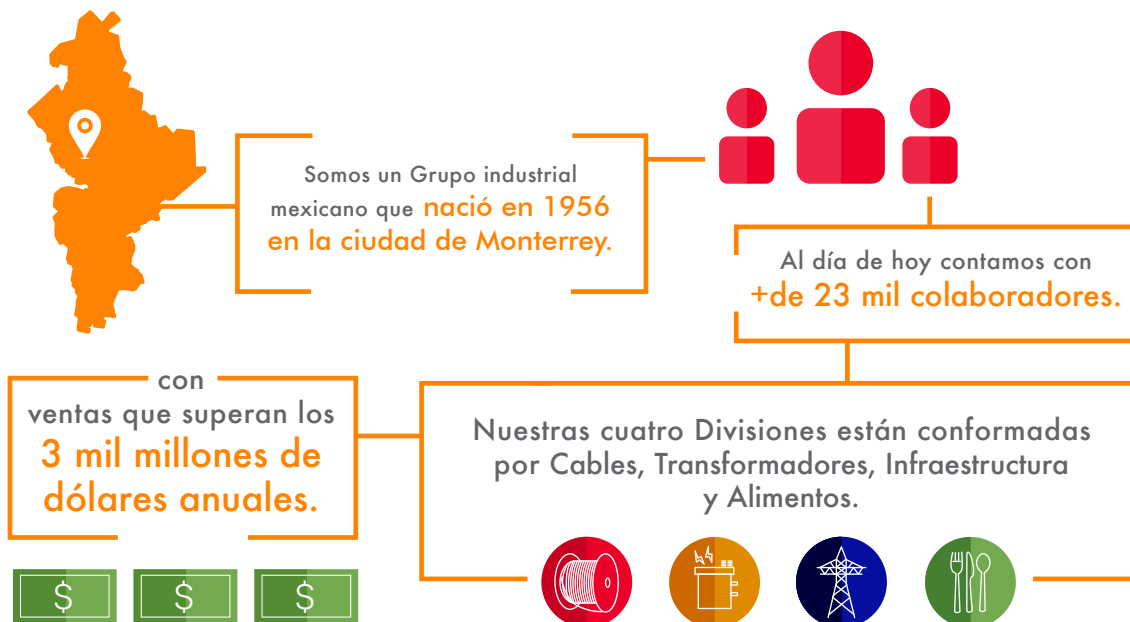 Somos un Grupo industrial
mexicano que nació en 1956
en la ciudad de Monterrey.
Al día de hoy contamos con
+de 23 mil colaboradores.
Nuestras cuatro Divisiones están conformadas
por Cables, Transformadores, Infraestructura
y Alimentos.
con
ventas que superan los
3 mil millones de
dólares anuales.
$ $ $